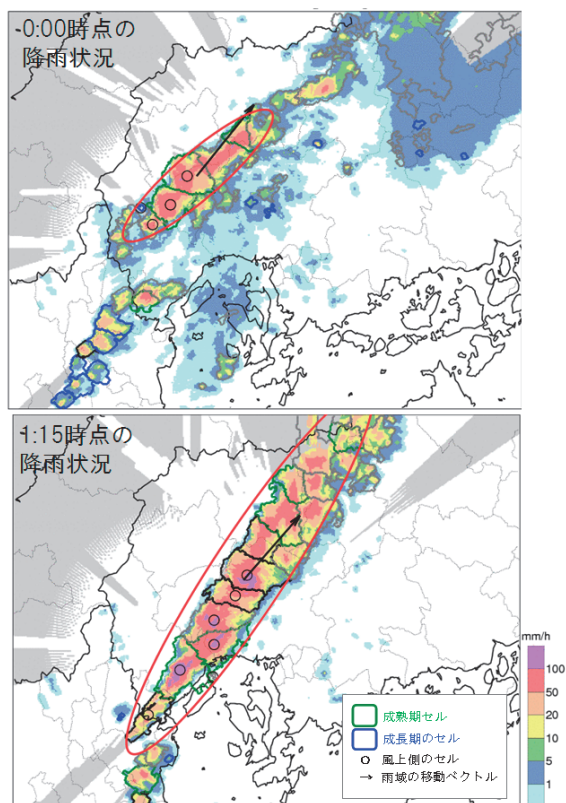 0:00時点の
降雨状況
1:15時点の
降雨状況
mm/h
100
50
20
10
5
1
成熟期セル
成長期のセル
風上側のセル
雨域の移動ベクトル